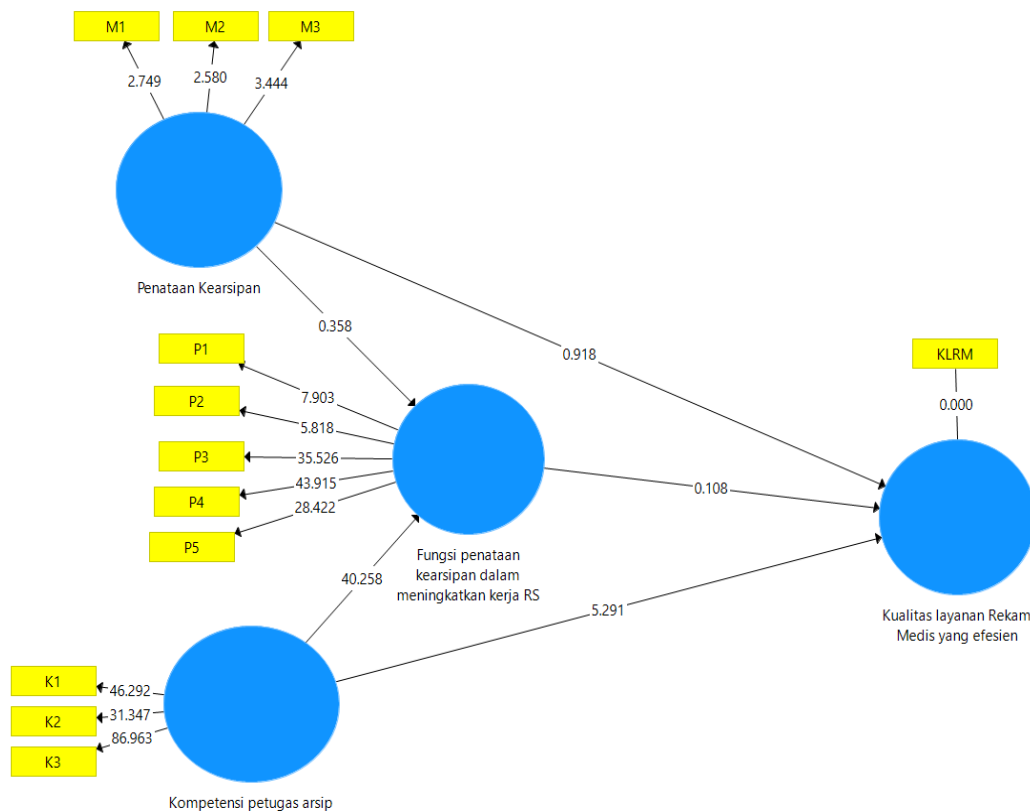 M1
M2
M3
2.749
2.580
3.444
Penataan Kearsipan
0.358
0.918
P1
P2
P3
P4
P5
7.903
5.818
35.526
43.915
28.422
Fungsi penataan
kearsipan dalam
meningkatkan kerja RS
0.108
KLRM
0.000
Kualitas layanan Rekam
Medis yang efesien
40.258
5.291
K1
K2
K3
46.292
31.347
86.963
Kompetensi petugas arsip